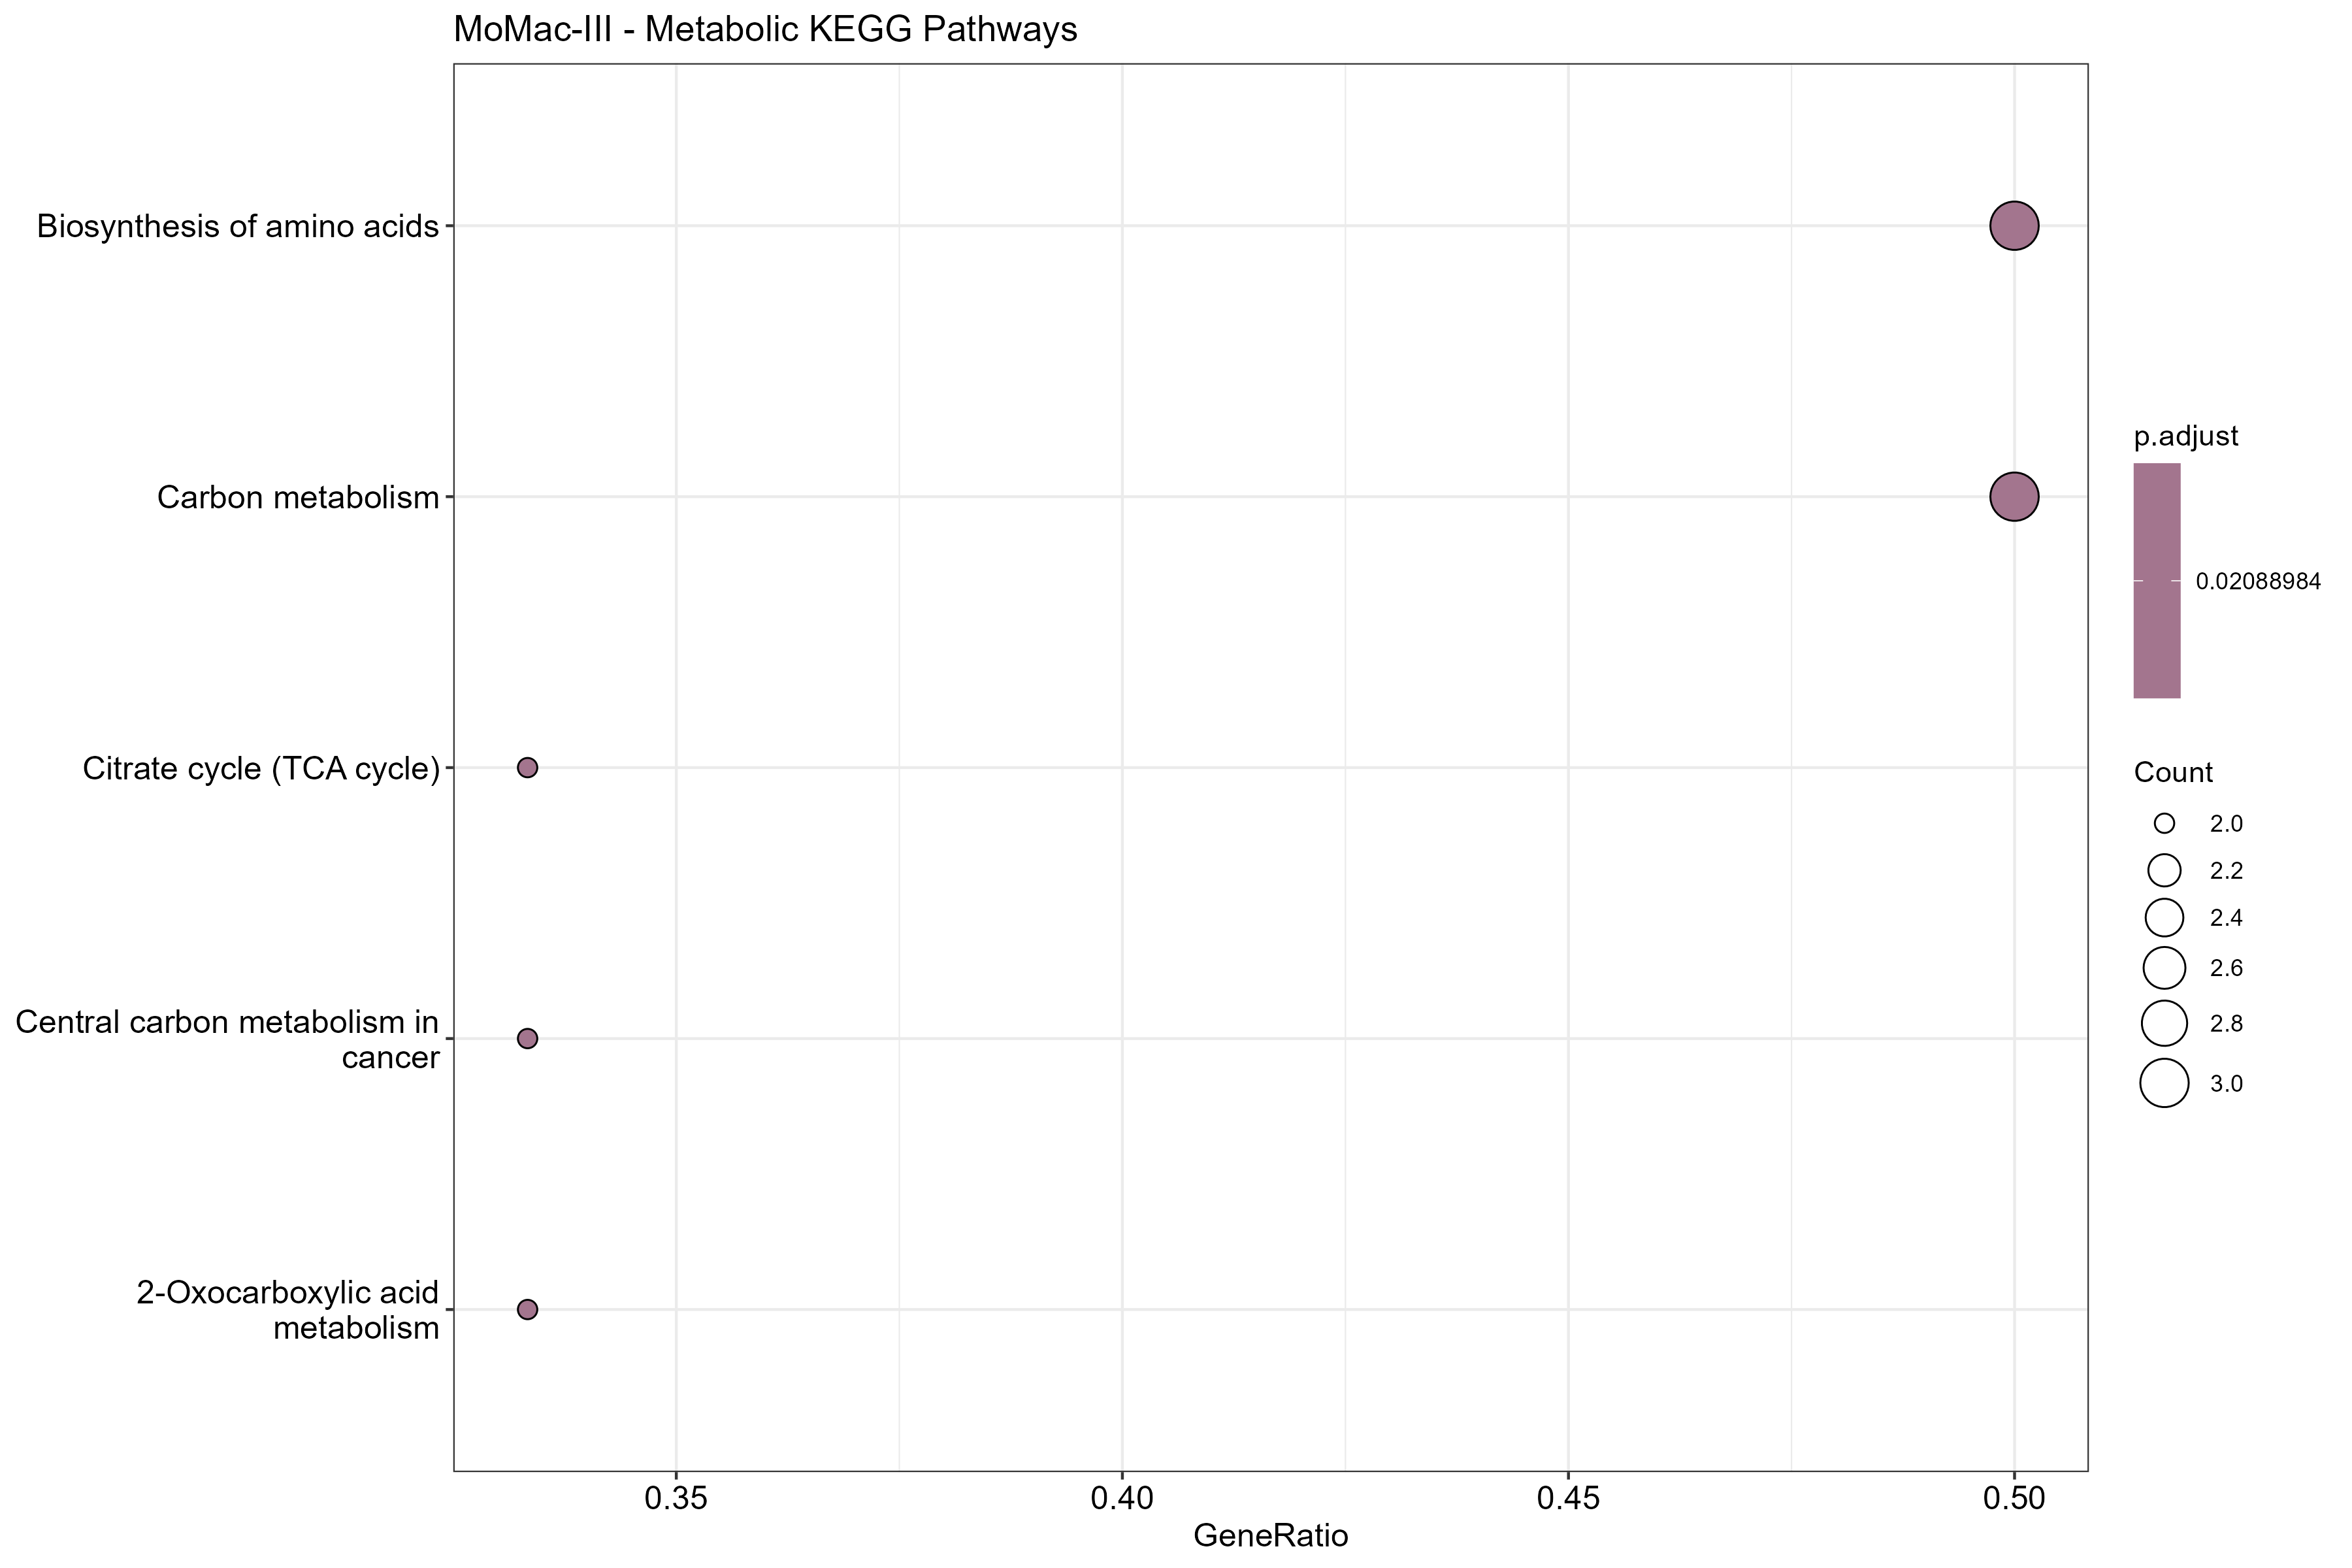 MoMac-III - Metabolic KEGG Pathways
Biosynthesis of amino acids
Carbon metabolism
Citrate cycle (TCA cycle)
Central carbon metabolism in
cancer
2-Oxocarboxylic acid
metabolism
0.35
0.40
0.45
0.50
GeneRatio
p.adjust
0.02088984
Count
2.0
2.2
2.4
2.6
2.8
3.0